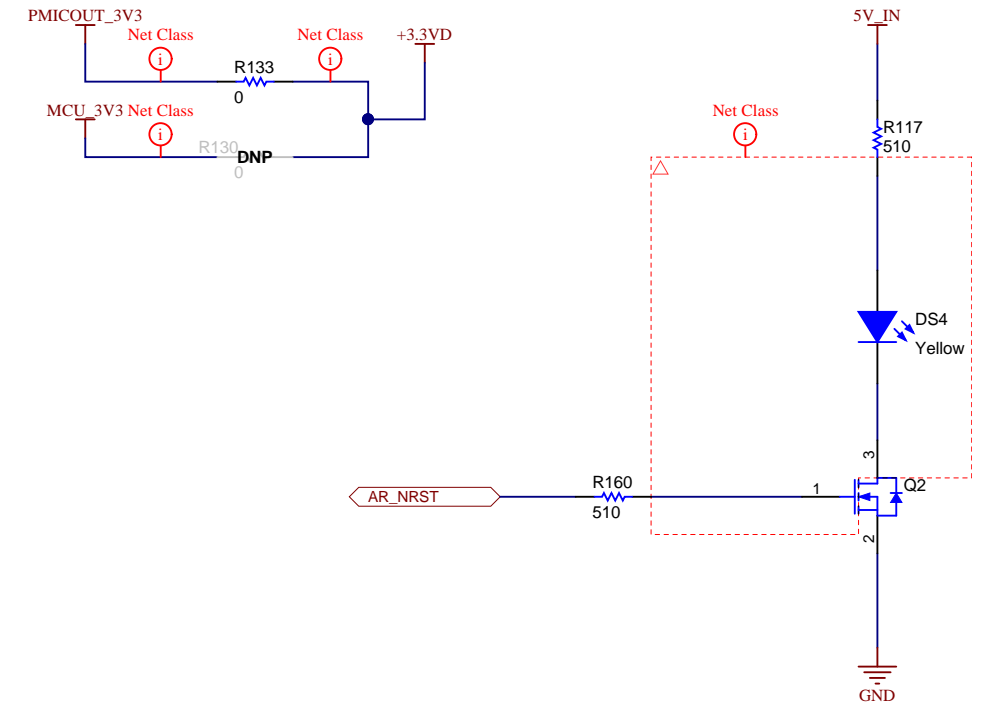 PMICOUT_3V3
Net Class
Net Class
+3.3VD
R133
0
MCU_3V3
Net Class
R130
DNP
0
5V_IN
Net Class
R117
510
DS4
Yellow
3
AR_NRST
R160
510
1
Q2
2
GND